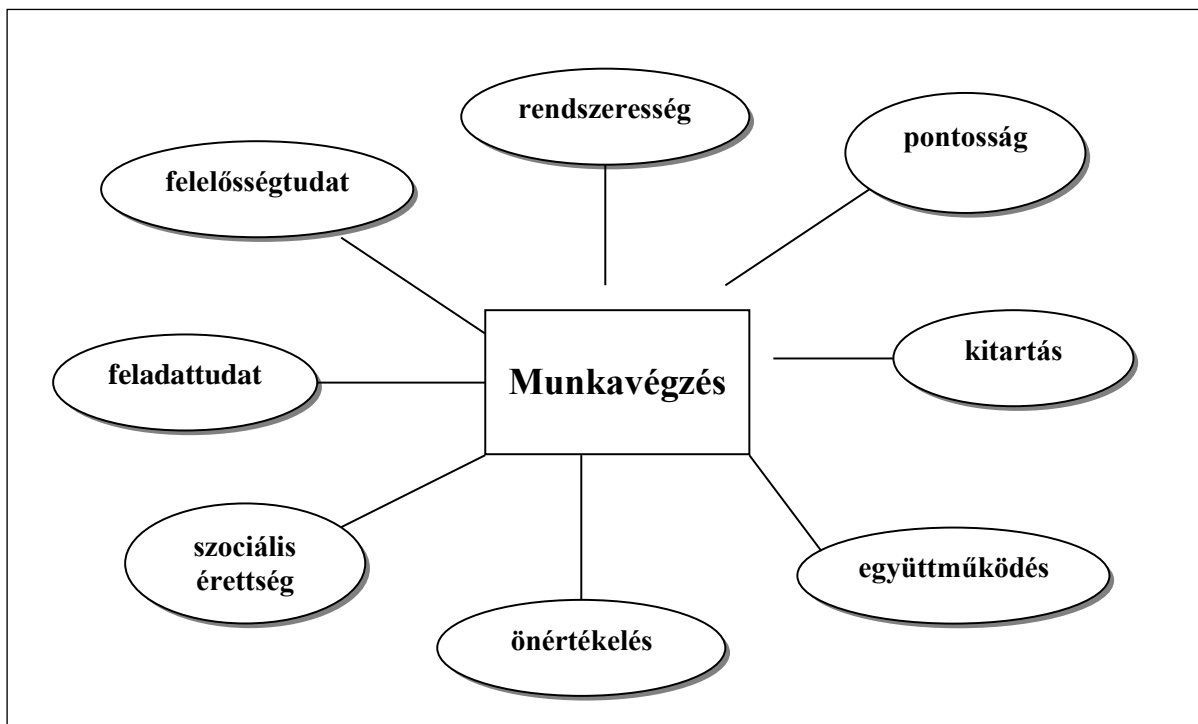 rendszeresség
pontosság
felelősségtudat
kitartás
feladattudat
Munkavégzés
szociális
érettség
együttműködés
önértékelés